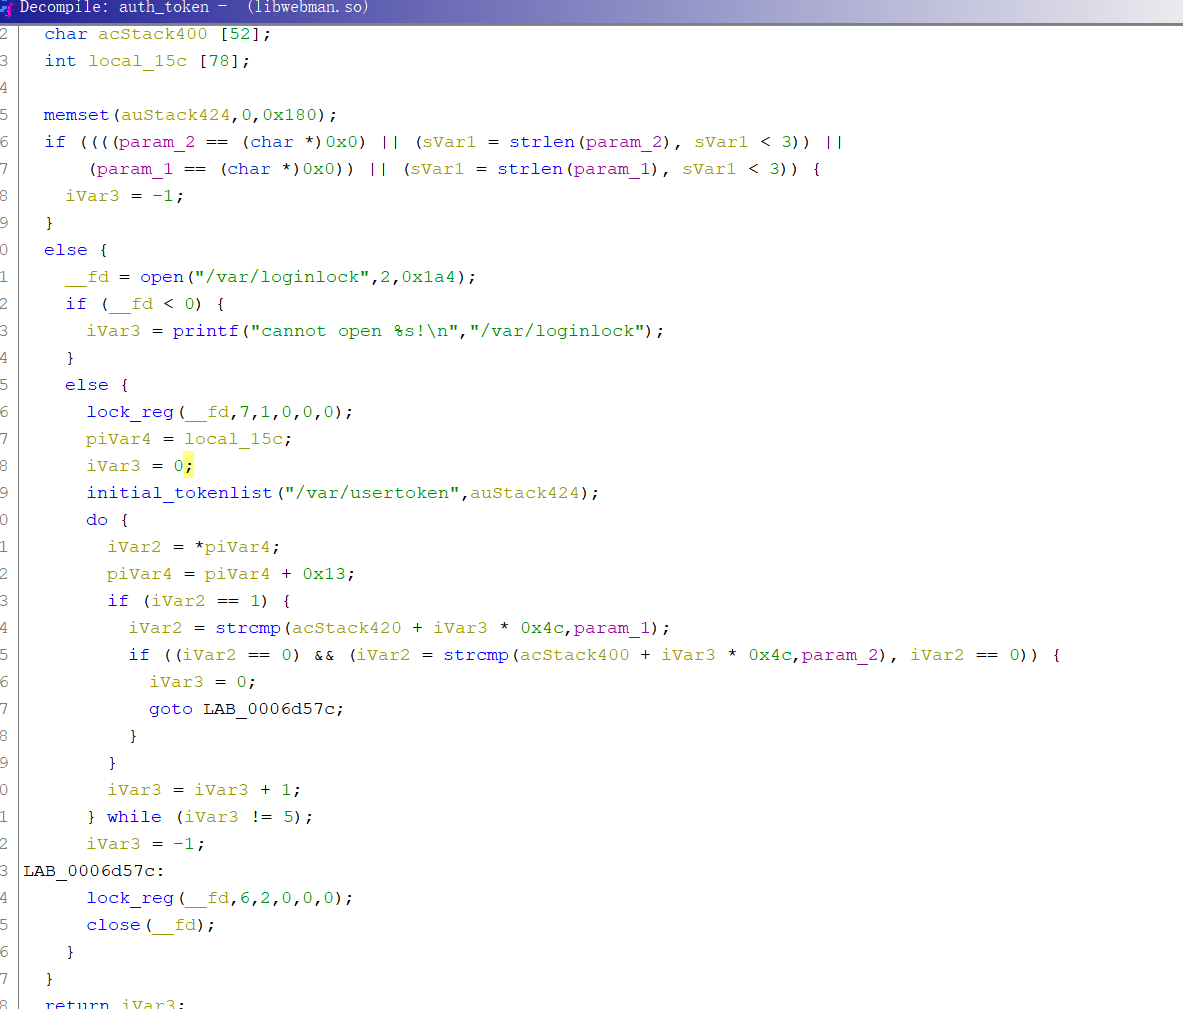 Decompile: auth_token - (libwebman.so)
2 char acStack400 [52];
3 int local_15c [78];
4
5 memset(auStack424,0,0x180);
6 if ((((param_2 == (char *)0x0) || (sVar1 = strlen(param_2), sVar1 < 3)) ||
7 (param_1 == (char *)0x0)) || (sVar1 = strlen(param_1), sVar1 < 3)) {
8 iVar3 = -1;
9 }
0 else {
1 __fd = open("/var/loginlock",2,0x1a4);
2 if (__fd < 0) {
3 iVar3 = printf("cannot open %s!\n","/var/loginlock");
4 }
5 else {
6 lock_reg(__fd,7,1,0,0,0);
7 piVar4 = local_15c;
8 iVar3 = 0;
9 initial_tokenlist("/var/usertoken",auStack424);
0 do {
1 iVar2 = *piVar4;
2 piVar4 = piVar4 + 0x13;
3 if (iVar2 == 1) {
4 iVar2 = strcmp(acStack420 + iVar3 * 0x4c,param_1);
5 if ((iVar2 == 0) && (iVar2 = strcmp(acStack400 + iVar3 * 0x4c,param_2), iVar2 == 0)) {
6 iVar3 = 0;
7 goto LAB_0006d57c;
8 }
9 }
0 iVar3 = iVar3 + 1;
1 } while (iVar3 != 5);
2 iVar3 = -1;
3 LAB_0006d57c:
4 lock_reg(__fd,6,2,0,0,0);
5 close(__fd);
6 }
7 }
8 return iVar3;